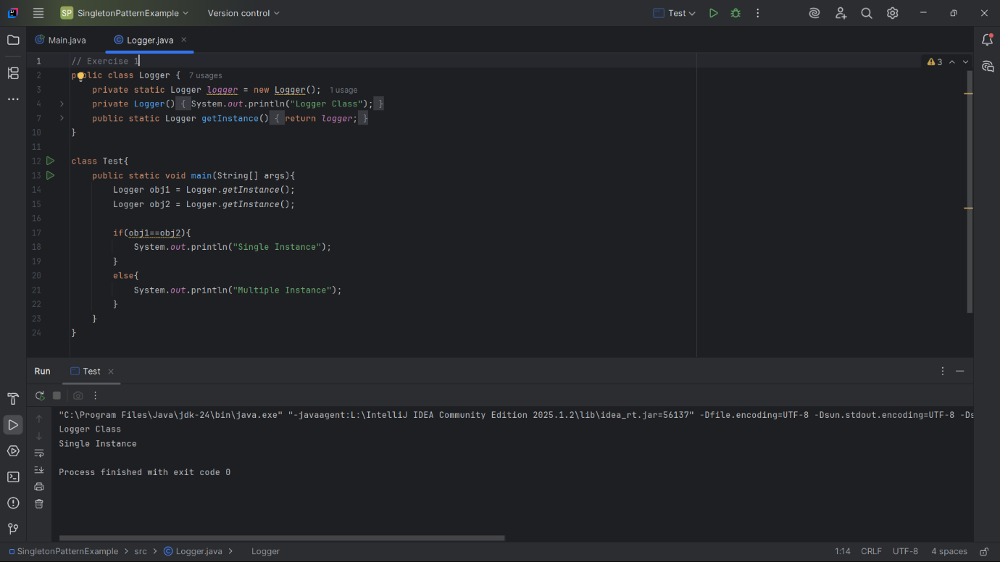 SP SingletonPatternExample Version control Test
Main.java Logger.java
1 // Exercise 1 3
2 public class Logger { 7 usages
3 private static Logger logger = new Logger(); 1 usage
4 private Logger() { System.out.println("Logger Class"); }
7 public static Logger getInstance() { return logger; }
10 }
11
12 class Test{
13 public static void main(String[] args){
14 Logger obj1 = Logger.getInstance();
15 Logger obj2 = Logger.getInstance();
16
17 if(obj1==obj2){
18 System.out.println("Single Instance");
19 }
20 else{
21 System.out.println("Multiple Instance");
22 }
23 }
24 }
Run Test
"C:\Program Files\Java\jdk-24\bin\java.exe" "-javaagent:L:\IntelliJ IDEA Community Edition 2025.1.2\lib\idea_rt.jar=56137" -Dfile.encoding=UTF-8 -Dsun.stdout.encoding=UTF-8 -Ds
Logger Class
Single Instance
Process finished with exit code 0
SingletonPatternExample > src > Logger.java > Logger 1:14 CRLF UTF-8 4 spaces